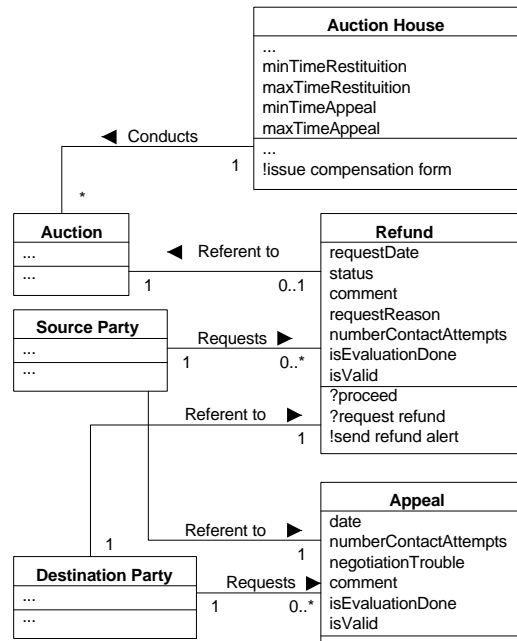 Auction House
...
minTimeRestituition
maxTimeRestituition
minTimeAppeal
maxTimeAppeal
...
!issue compensation form
◄ Conducts
1
*
Auction
...
...
◄ Referent to
1
0..1
Refund
requestDate
status
comment
requestReason
numberContactAttempts
isEvaluationDone
isValid
?proceed
?request refund
!send refund alert
Source Party
...
...
Requests ►
1
0..*
Referent to ►
1
1
Referent to ►
1
Appeal
date
numberContactAttempts
negotiationTrouble
comment
isEvaluationDone
isValid
Destination Party
...
...
Requests ►
1
0..*